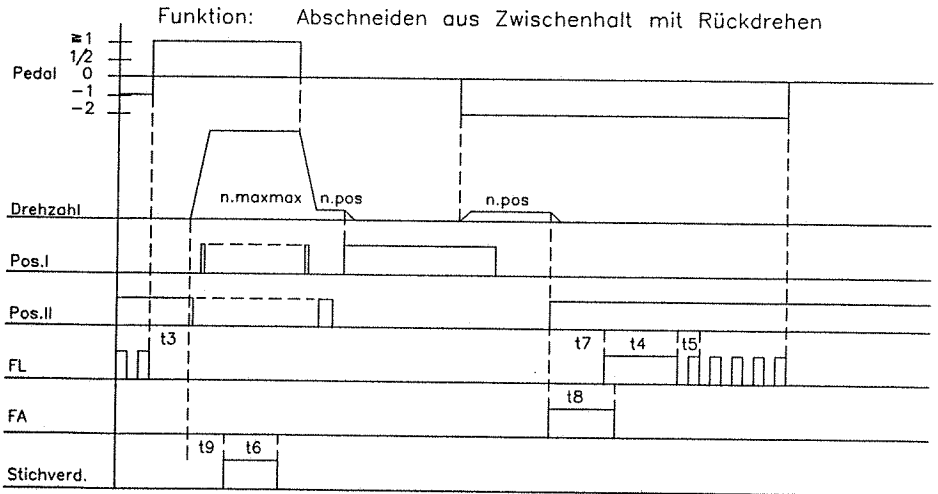 Funktion: Abschneiden aus Zwischenhalt mit Rückdrehen
≧1
1/2
Pedal 0
-1
-2
n.maxmax n.pos n.pos
Drehzahl
Pos.I
Pos.II
t3 t7 t4 t5
FL
t8
FA
t9 t6
Stichverd.